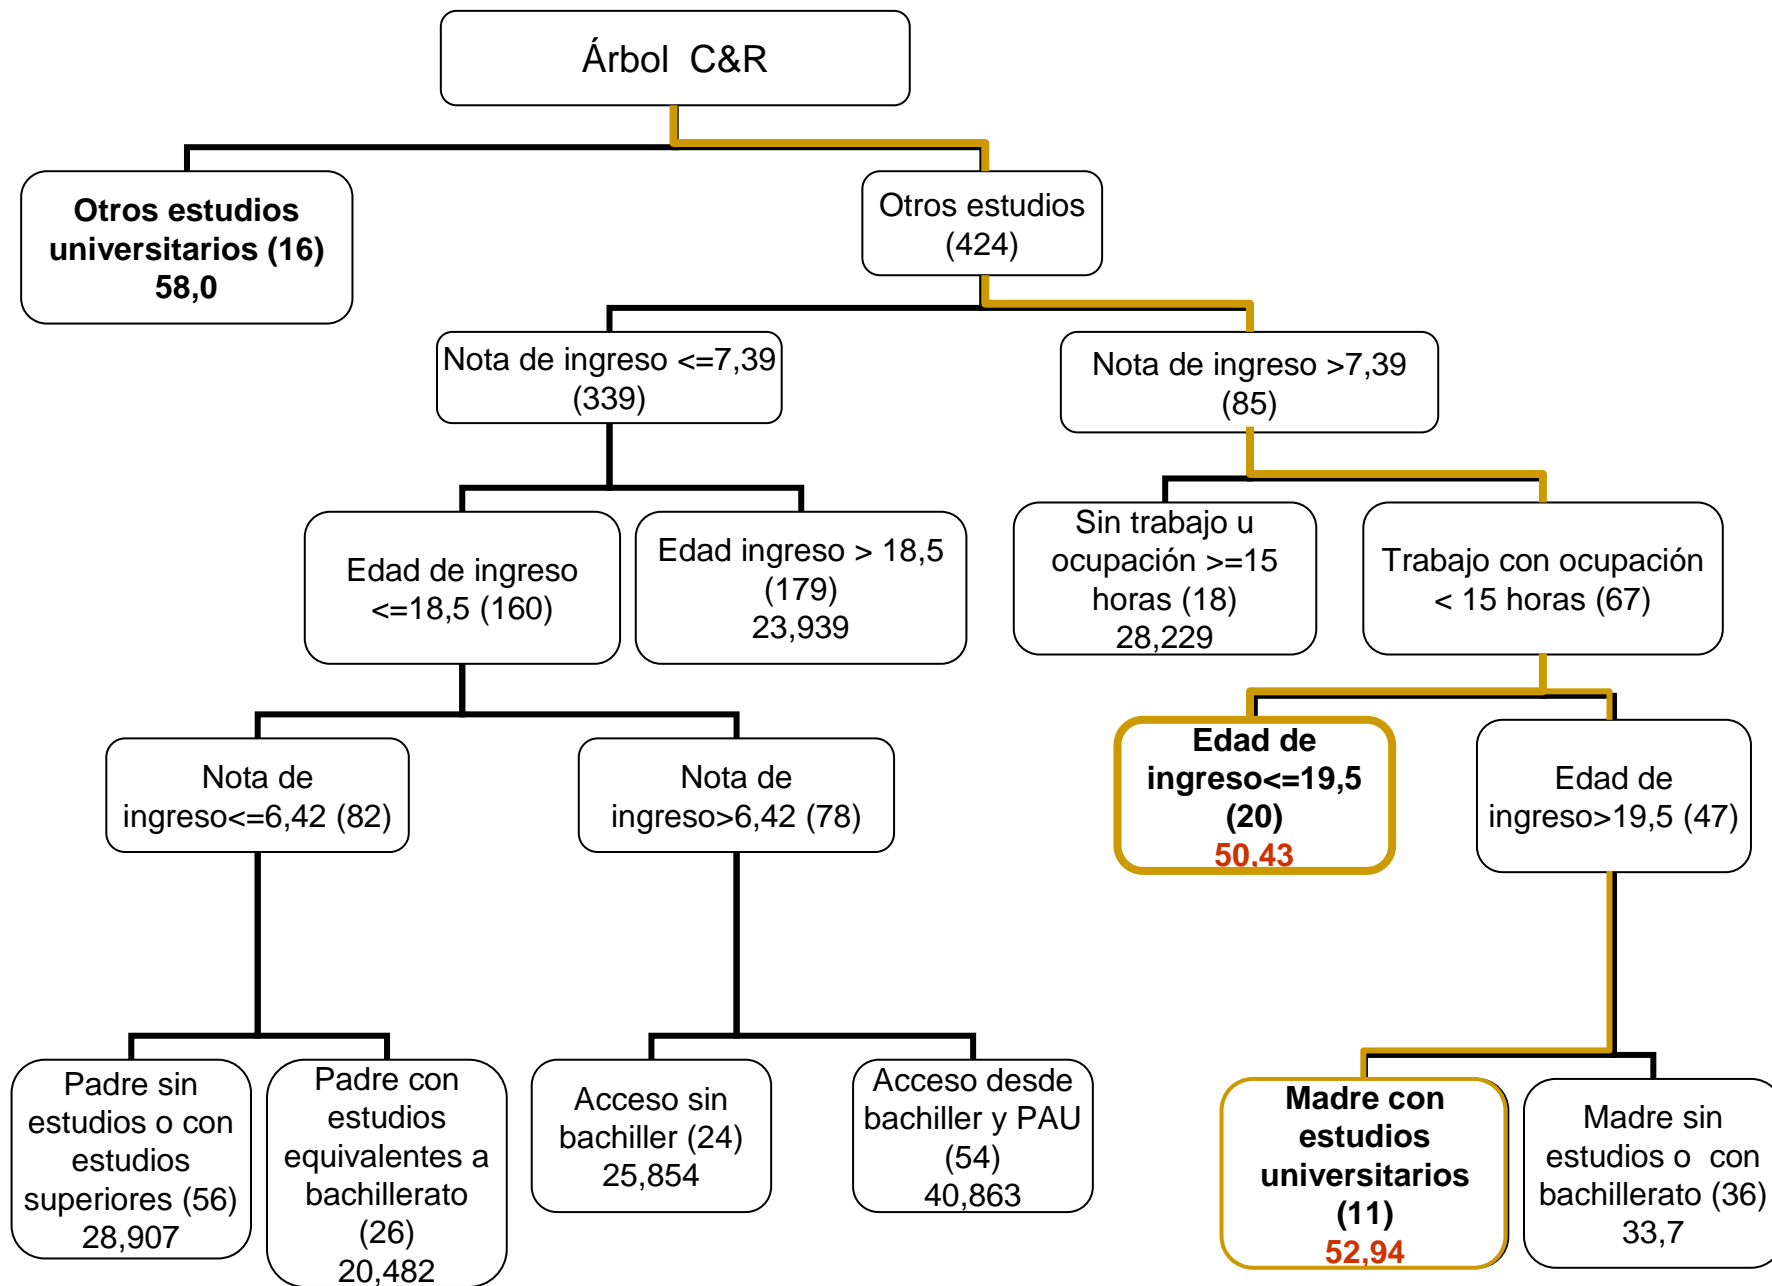 Árbol  C&R
Otros estudios
universitarios (16)
58,0
Otros estudios
(424)
Nota de ingreso <=7,39
(339)
Nota de ingreso >7,39
(85)
Edad de ingreso
<=18,5 (160)
Edad ingreso > 18,5
(179)
23,939
Sin trabajo u
ocupación >=15
horas (18)
28,229
Trabajo con ocupación
< 15 horas (67)
Nota de
ingreso<=6,42 (82)
Nota de
ingreso>6,42 (78)
Edad de
ingreso<=19,5
(20)
50,43
Edad de
ingreso>19,5 (47)
Padre sin
estudios o con
estudios
superiores (56)
28,907
Padre con
estudios
equivalentes a
bachillerato
(26)
20,482
Acceso sin
bachiller (24)
25,854
Acceso desde
bachiller y PAU
(54)
40,863
Madre con
estudios
universitarios
(11)
52,94
Madre sin
estudios o  con
bachillerato (36)
33,7